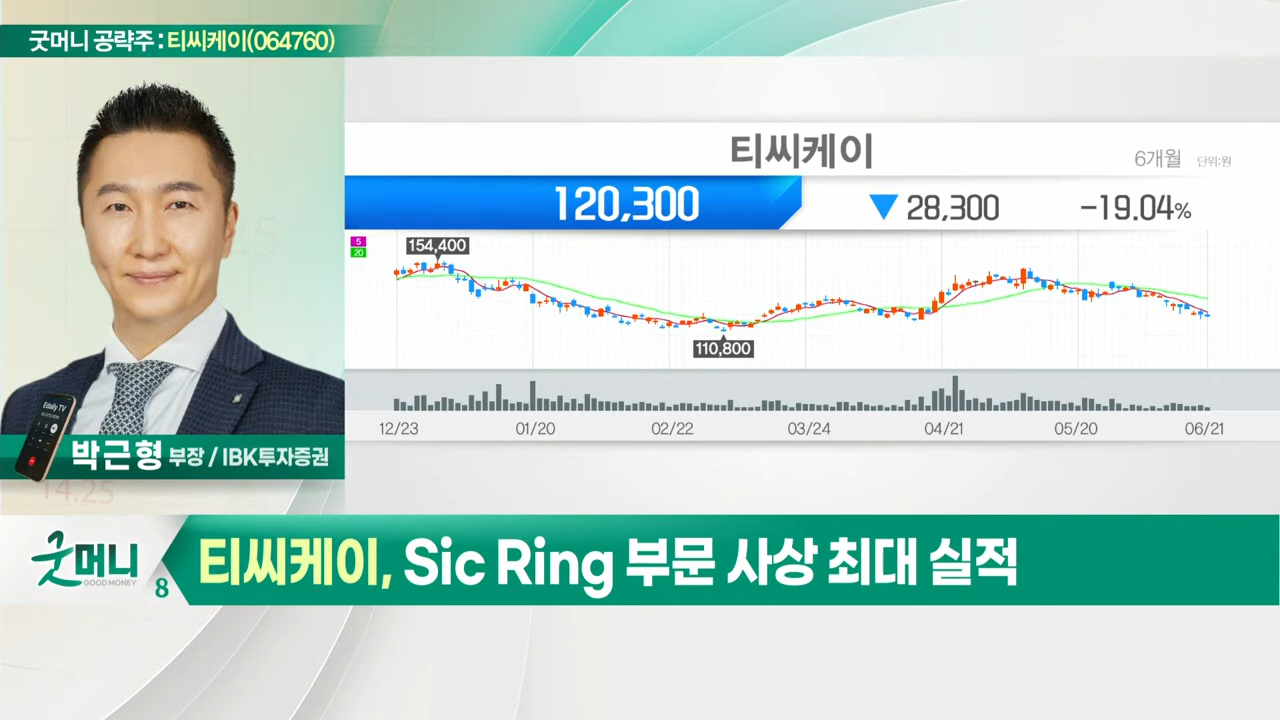 굿머니 공략주 : 티씨케이(064760)
티씨케이
6개월 단위:원
120,300 ▼ 28,300 -19.04%
5
20
154,400
110,800
12/23 01/20 02/22 03/24 04/21 05/20 06/21
Edaily TV
박근형 부장 / IBK투자증권
14.25
굿머니
GOOD MONEY
8
티씨케이, Sic Ring 부문 사상 최대 실적